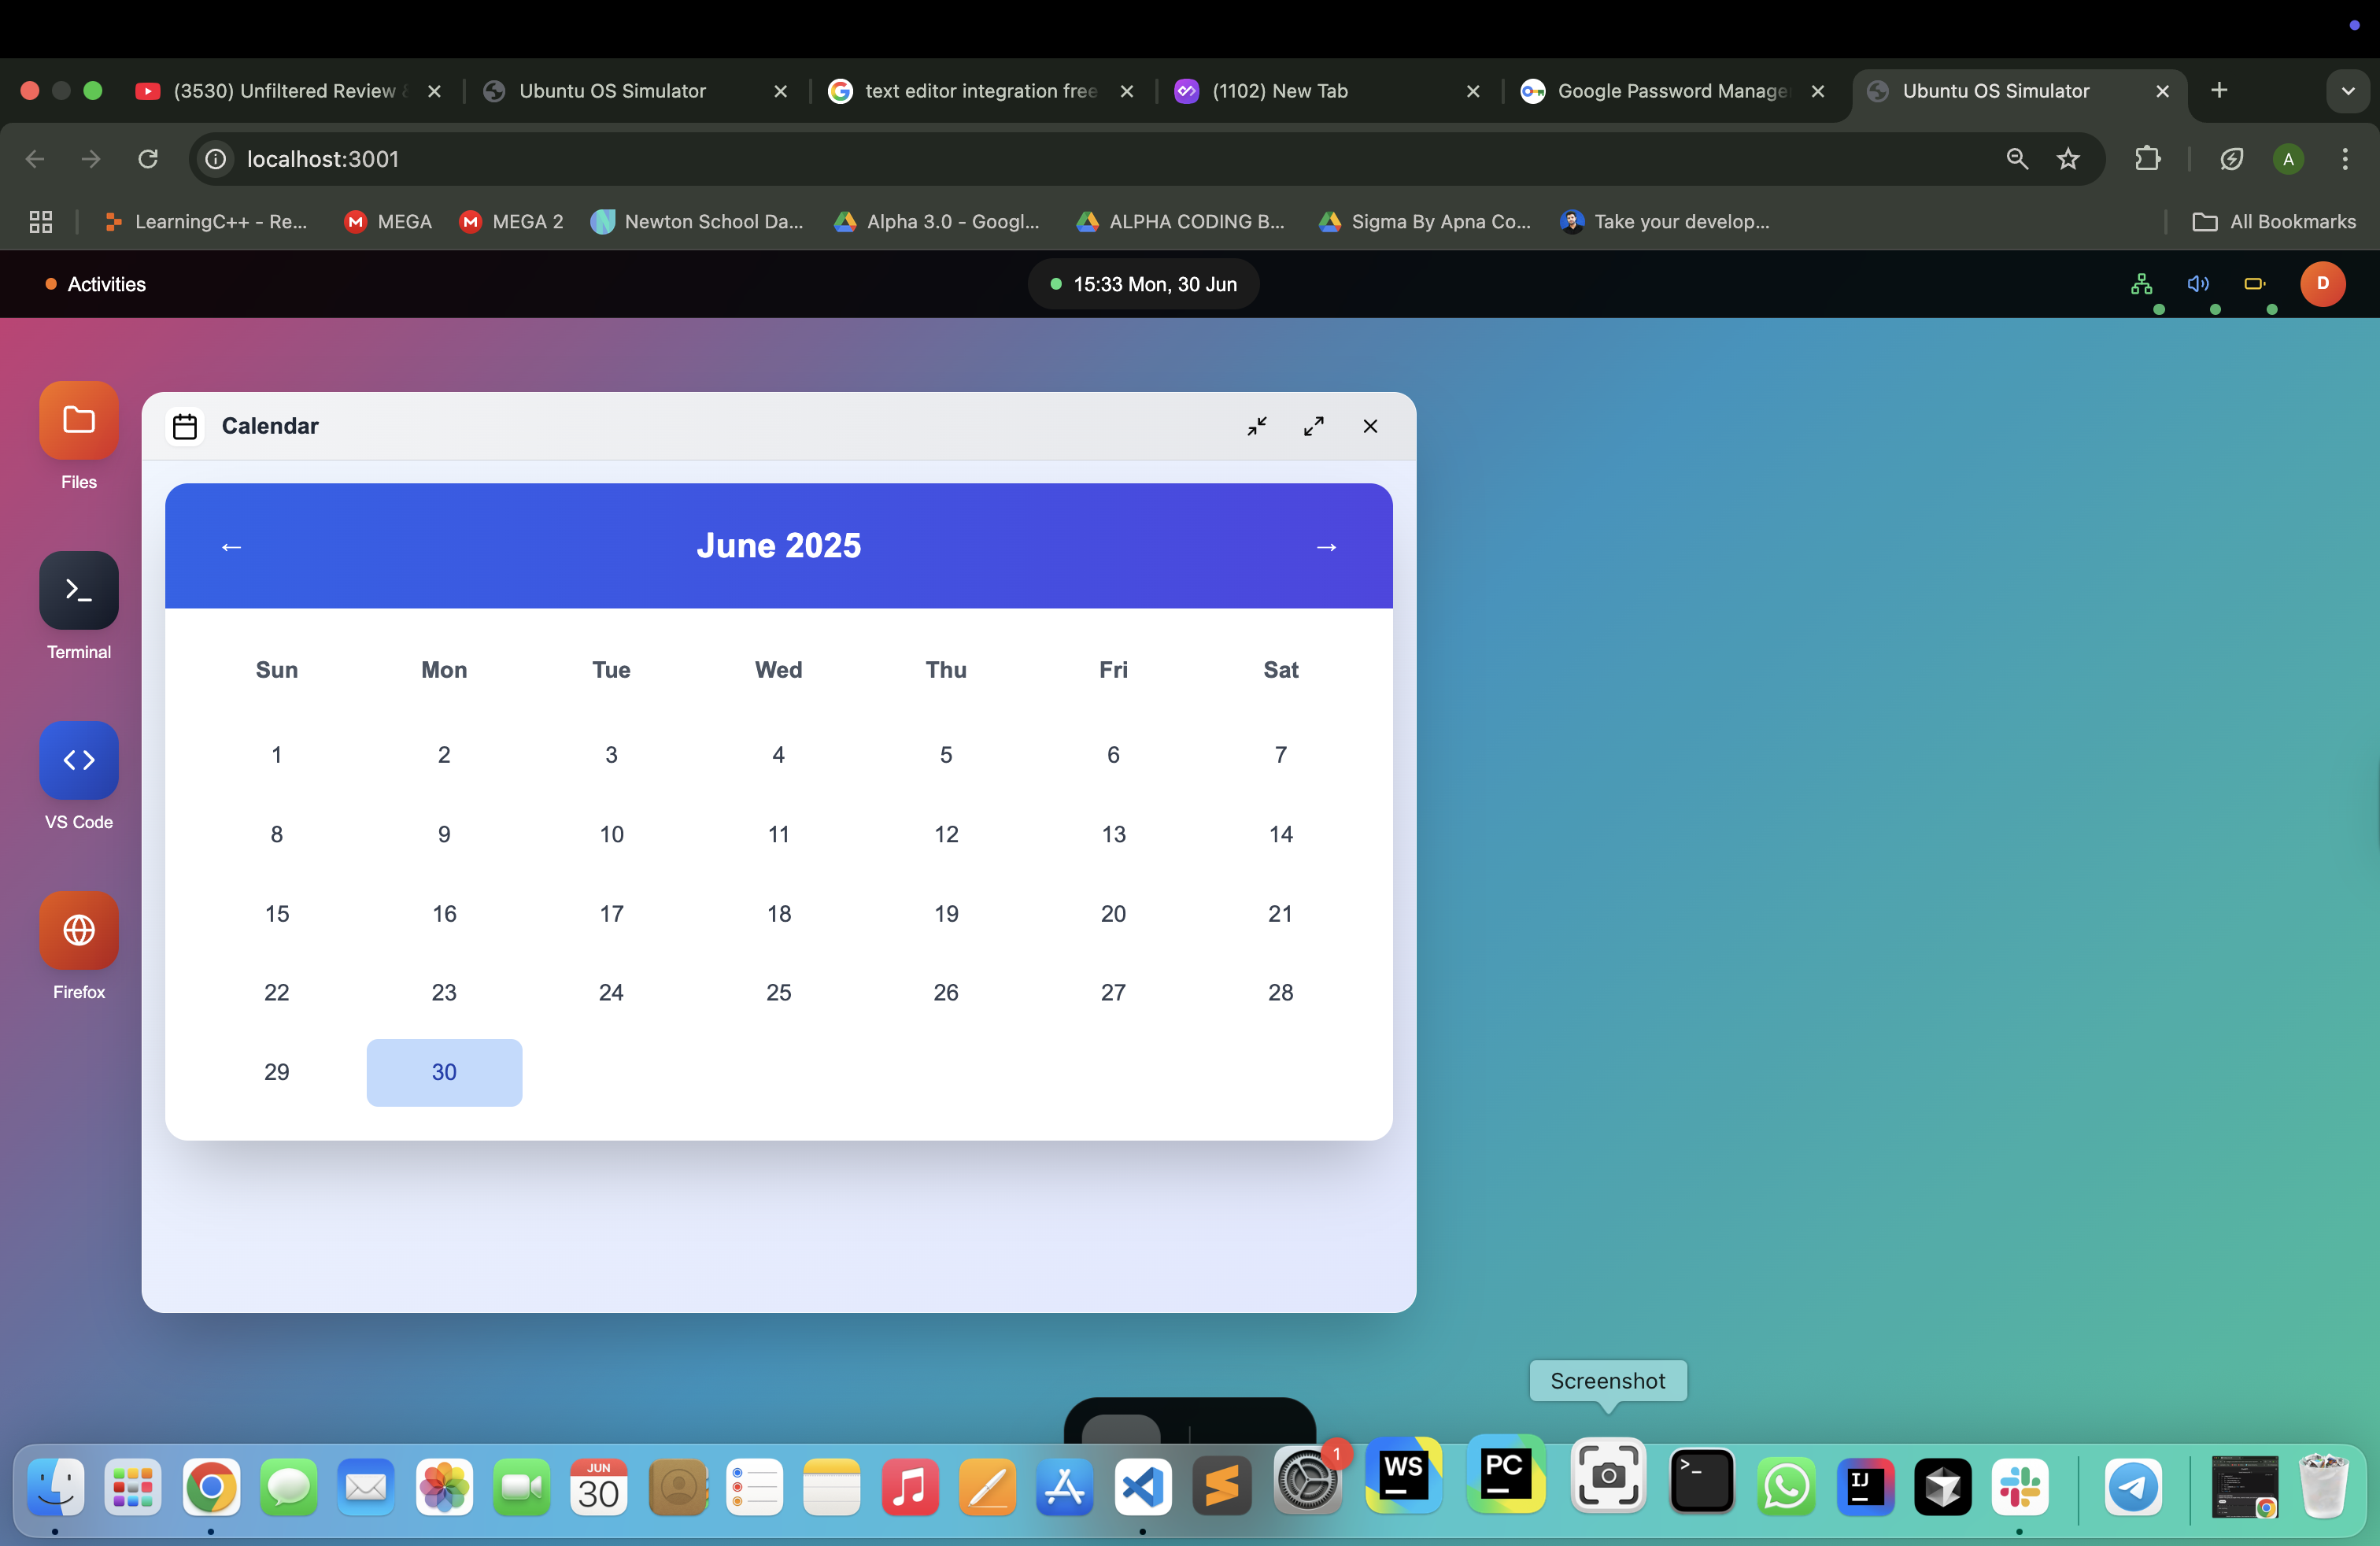 (3530) Unfiltered Review
Ubuntu OS Simulator
text editor integration free
(1102) New Tab
Google Password Manage
Ubuntu OS Simulator
localhost:3001
A
LearningC++ - Re...
MEGA
MEGA 2
Newton School Da...
Alpha 3.0 - Googl...
ALPHA CODING B...
Sigma By Apna Co...
Take your develop...
All Bookmarks
Activities
15:33 Mon, 30 Jun
D
Files
Terminal
VS Code
Firefox
Calendar
← June 2025 →
Sun Mon Tue Wed Thu Fri Sat
1 2 3 4 5 6 7
8 9 10 11 12 13 14
15 16 17 18 19 20 21
22 23 24 25 26 27 28
29 30
Screenshot
JUN
30
1
WS
PC
>_
IJ